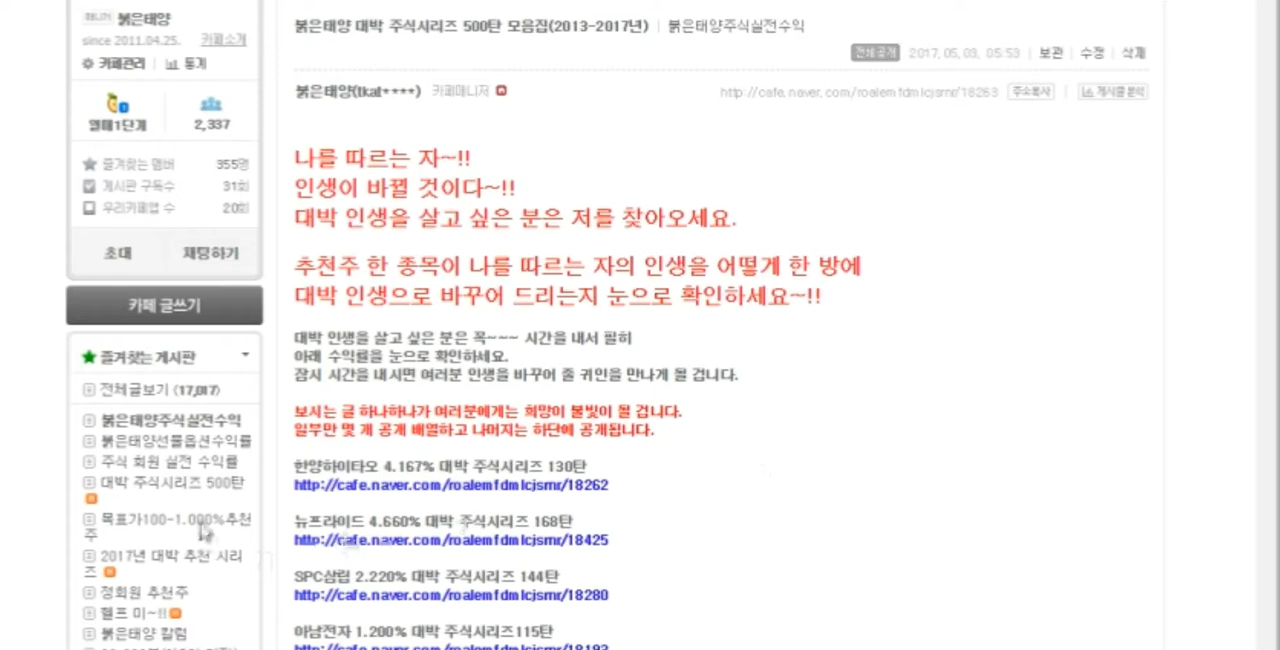 매니저 붉은태양
since 2011.04.25. 카페소개
카페관리 통계
열매1단계 2,337
즐겨찾는 멤버 355명
게시판 구독수 31회
우리카페앱 수 20회
초대 채팅하기
카페 글쓰기
즐겨찾는 게시판
전체글보기 (17,017)
붉은태양주식실전수익
붉은태양선물옵션수익률
주식 회원 실전 수익률
대박 주식시리즈 500탄
목표가100-1.000%추천
주
2017년 대박 추천 시리
즈
정회원 추천주
헬프 미~!!
붉은태양 칼럼
붉은태양 대박 주식시리즈 500탄 모음집(2013-2017년) | 붉은태양주식실전수익
전체공개 2017. 05. 03. 05:53 | 보관 | 수정 | 삭제
붉은태양(tkat****) 카페매니저
http://cafe.naver.com/roalemfdmlcjsmr/18263 주소복사 | 게시글 분석
나를 따르는 자~!!
인생이 바뀔 것이다~!!
대박 인생을 살고 싶은 분은 저를 찾아오세요.
추천주 한 종목이 나를 따르는 자의 인생을 어떻게 한 방에
대박 인생으로 바꾸어 드리는지 눈으로 확인하세요~!!
대박 인생을 살고 싶은 분은 꼭~~~ 시간을 내서 필히
아래 수익률을 눈으로 확인하세요.
잠시 시간을 내시면 여러분 인생을 바꾸어 줄 귀인을 만나게 될 겁니다.
보시는 글 하나하나가 여러분에게는 희망이 불빛이 될 겁니다.
일부만 몇 개 공개 배열하고 나머지는 하단에 공개됩니다.
한양하이타오 4.167% 대박 주식시리즈 130탄
http://cafe.naver.com/roalemfdmlcjsmr/18262
뉴프라이드 4.660% 대박 주식시리즈 168탄
http://cafe.naver.com/roalemfdmlcjsmr/18425
SPC삼립 2.220% 대박 주식시리즈 144탄
http://cafe.naver.com/roalemfdmlcjsmr/18280
아남전자 1.200% 대박 주식시리즈115탄
http://cafe.naver.com/roalemfdmlcjsmr/18193